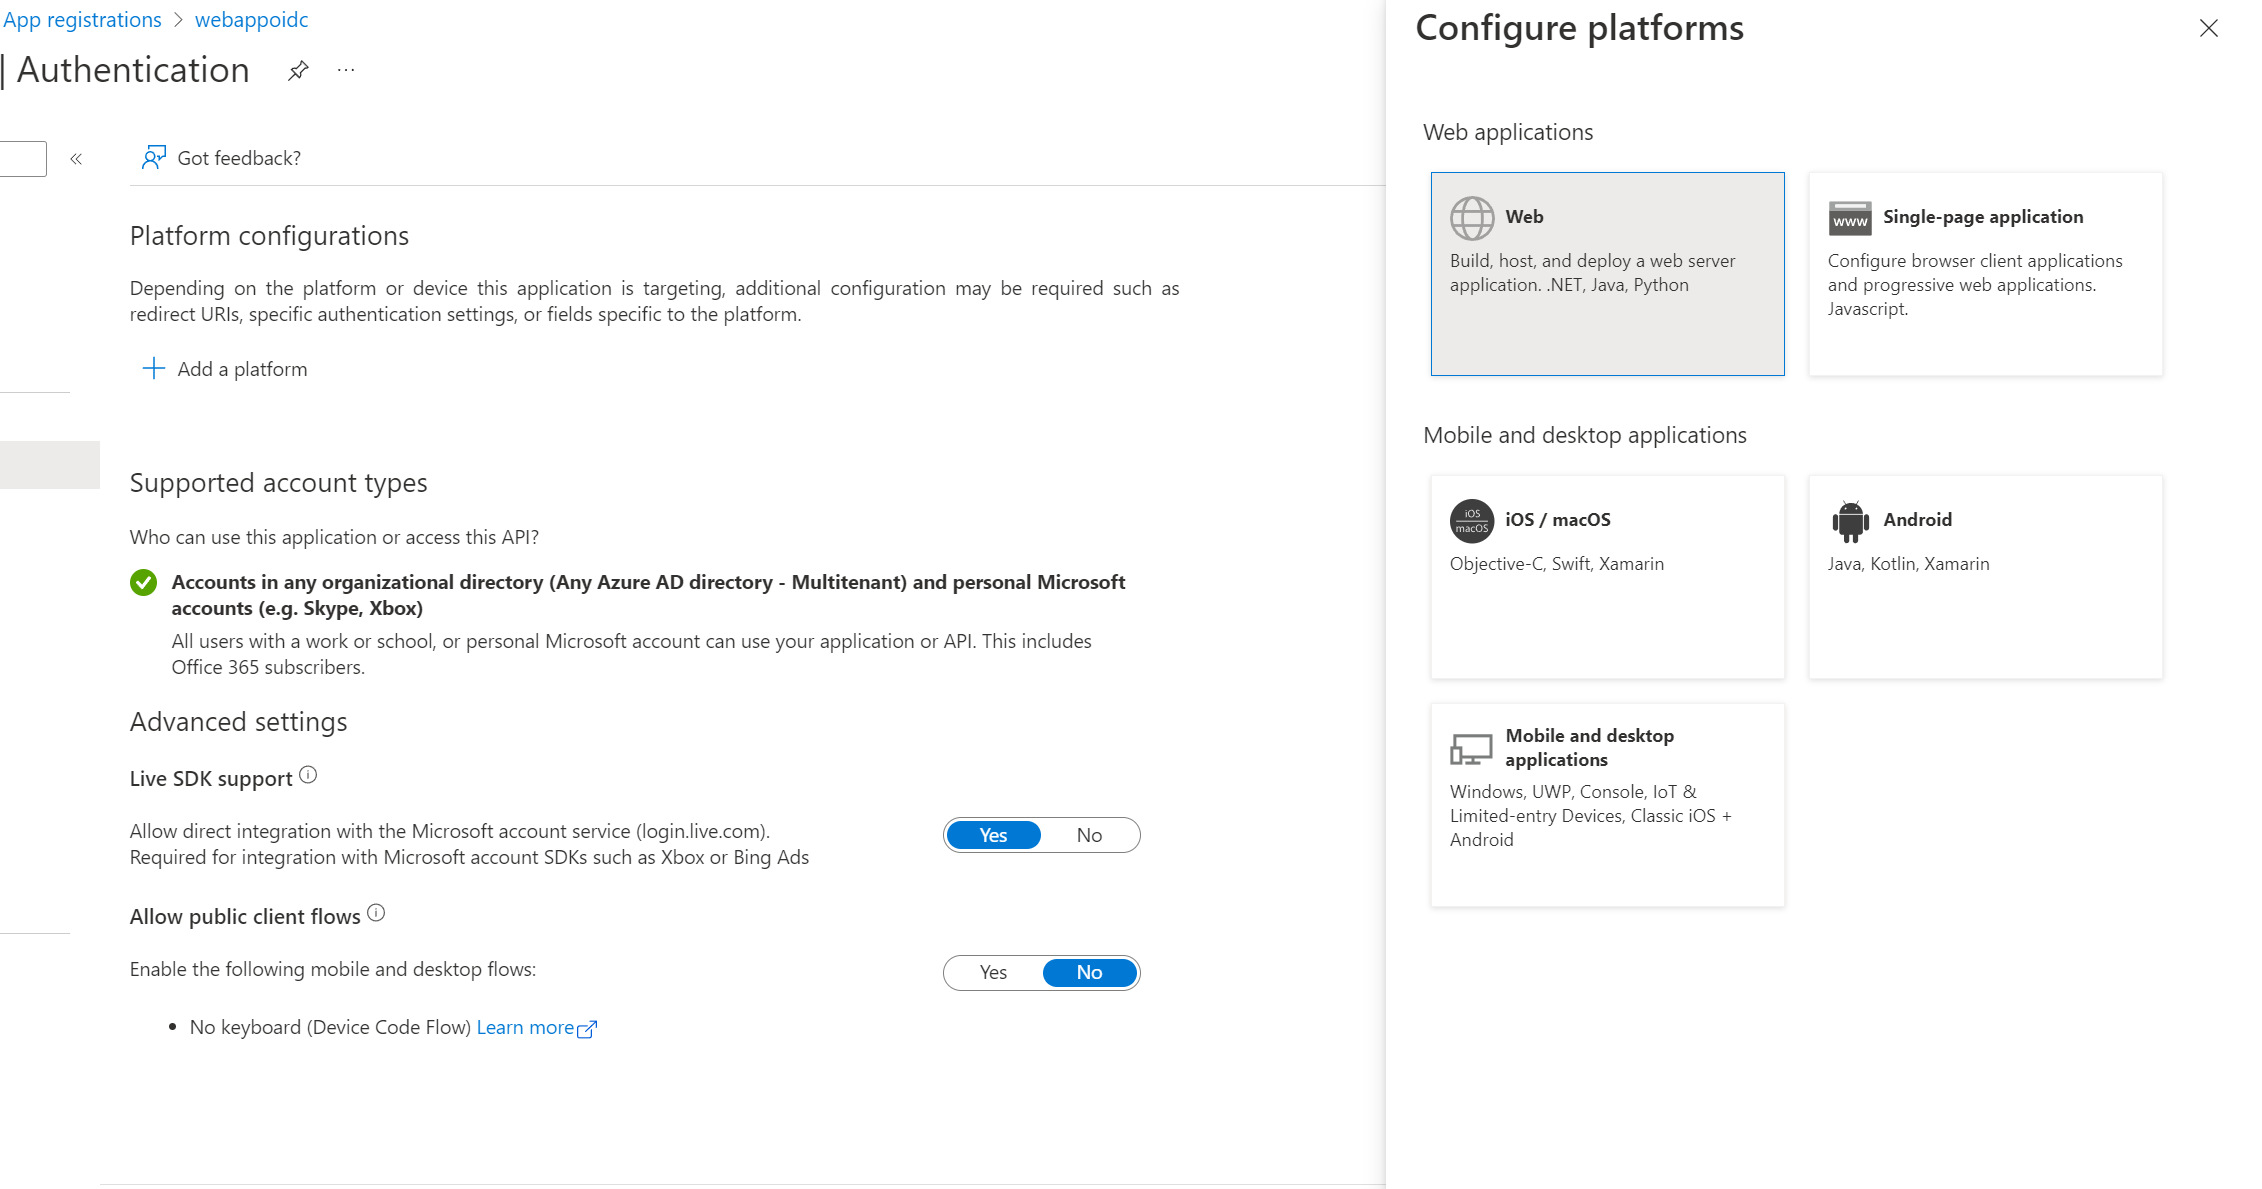 App registrations > webappoidc
| Authentication
Got feedback?
Platform configurations
Depending on the platform or device this application is targeting, additional configuration may be required such as
redirect URIs, specific authentication settings, or fields specific to the platform.
Add a platform
Supported account types
Who can use this application or access this API?
Accounts in any organizational directory (Any Azure AD directory - Multitenant) and personal Microsoft
accounts (e.g. Skype, Xbox)
All users with a work or school, or personal Microsoft account can use your application or API. This includes
Office 365 subscribers.
Advanced settings
Live SDK support
Allow direct integration with the Microsoft account service (login.live.com).
Required for integration with Microsoft account SDKs such as Xbox or Bing Ads
Yes No
Allow public client flows
Enable the following mobile and desktop flows:
Yes No
• No keyboard (Device Code Flow) Learn more
Configure platforms
Web applications
Web
Build, host, and deploy a web server
application. .NET, Java, Python
www
Single-page application
Configure browser client applications
and progressive web applications.
Javascript.
Mobile and desktop applications
iOS
macOS
iOS / macOS
Objective-C, Swift, Xamarin
Android
Java, Kotlin, Xamarin
Mobile and desktop
applications
Windows, UWP, Console, IoT &
Limited-entry Devices, Classic iOS +
Android